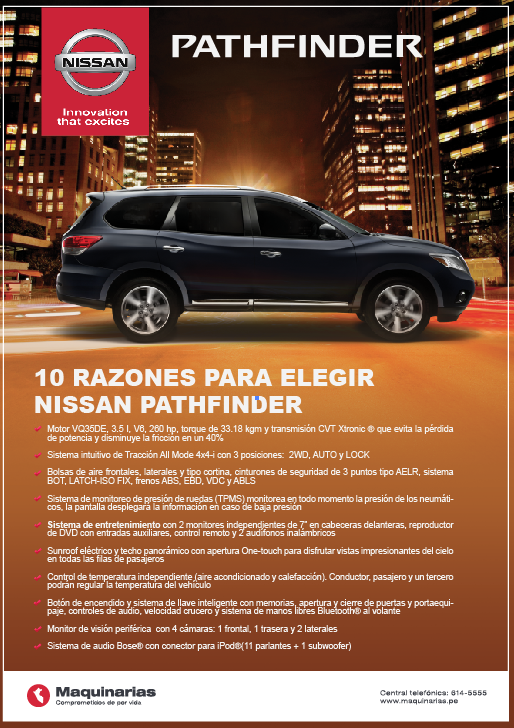 NISSAN
Innovation
that excites
PATHFINDER
10 RAZONES PARA ELEGIR
NISSAN PATHFINDER
Motor VQ35DE, 3.5 l, V6, 260 hp, torque de 33.18 kgm y transmisión CVT Xtronic ® que evita la pérdida
de potencia y disminuye la fricción en un 40%
Sistema intuitivo de Tracción All Mode 4x4-i con 3 posiciones: 2WD, AUTO y LOCK
Bolsas de aire frontales, laterales y tipo cortina, cinturones de seguridad de 3 puntos tipo AELR, sistema
BOT, LATCH-ISO FIX, frenos ABS, EBD, VDC y ABLS
Sistema de monitoreo de presión de ruedas (TPMS) monitorea en todo momento la presión de los neumáti-
cos, la pantalla desplegará la información en caso de baja presión
Sistema de entretenimiento con 2 monitores independientes de 7" en cabeceras delanteras, reproductor
de DVD con entradas auxiliares, control remoto y 2 audífonos inalámbricos
Sunroof eléctrico y techo panorámico con apertura One-touch para disfrutar vistas impresionantes del cielo
en todas las filas de pasajeros
Control de temperatura independiente (aire acondicionado y calefacción). Conductor, pasajero y un tercero
podrán regular la temperatura del vehículo
Botón de encendido y sistema de llave inteligente con memorias, apertura y cierre de puertas y portaequi-
paje, controles de audio, velocidad crucero y sistema de manos libres Bluetooth® al volante
Monitor de visión periférica con 4 cámaras: 1 frontal, 1 trasera y 2 laterales
Sistema de audio Bose® con conector para iPod®(11 parlantes + 1 subwoofer)
Maquinarias
Comprometidos de por vida
Central telefónica: 614-5555
www.maquinarias.pe